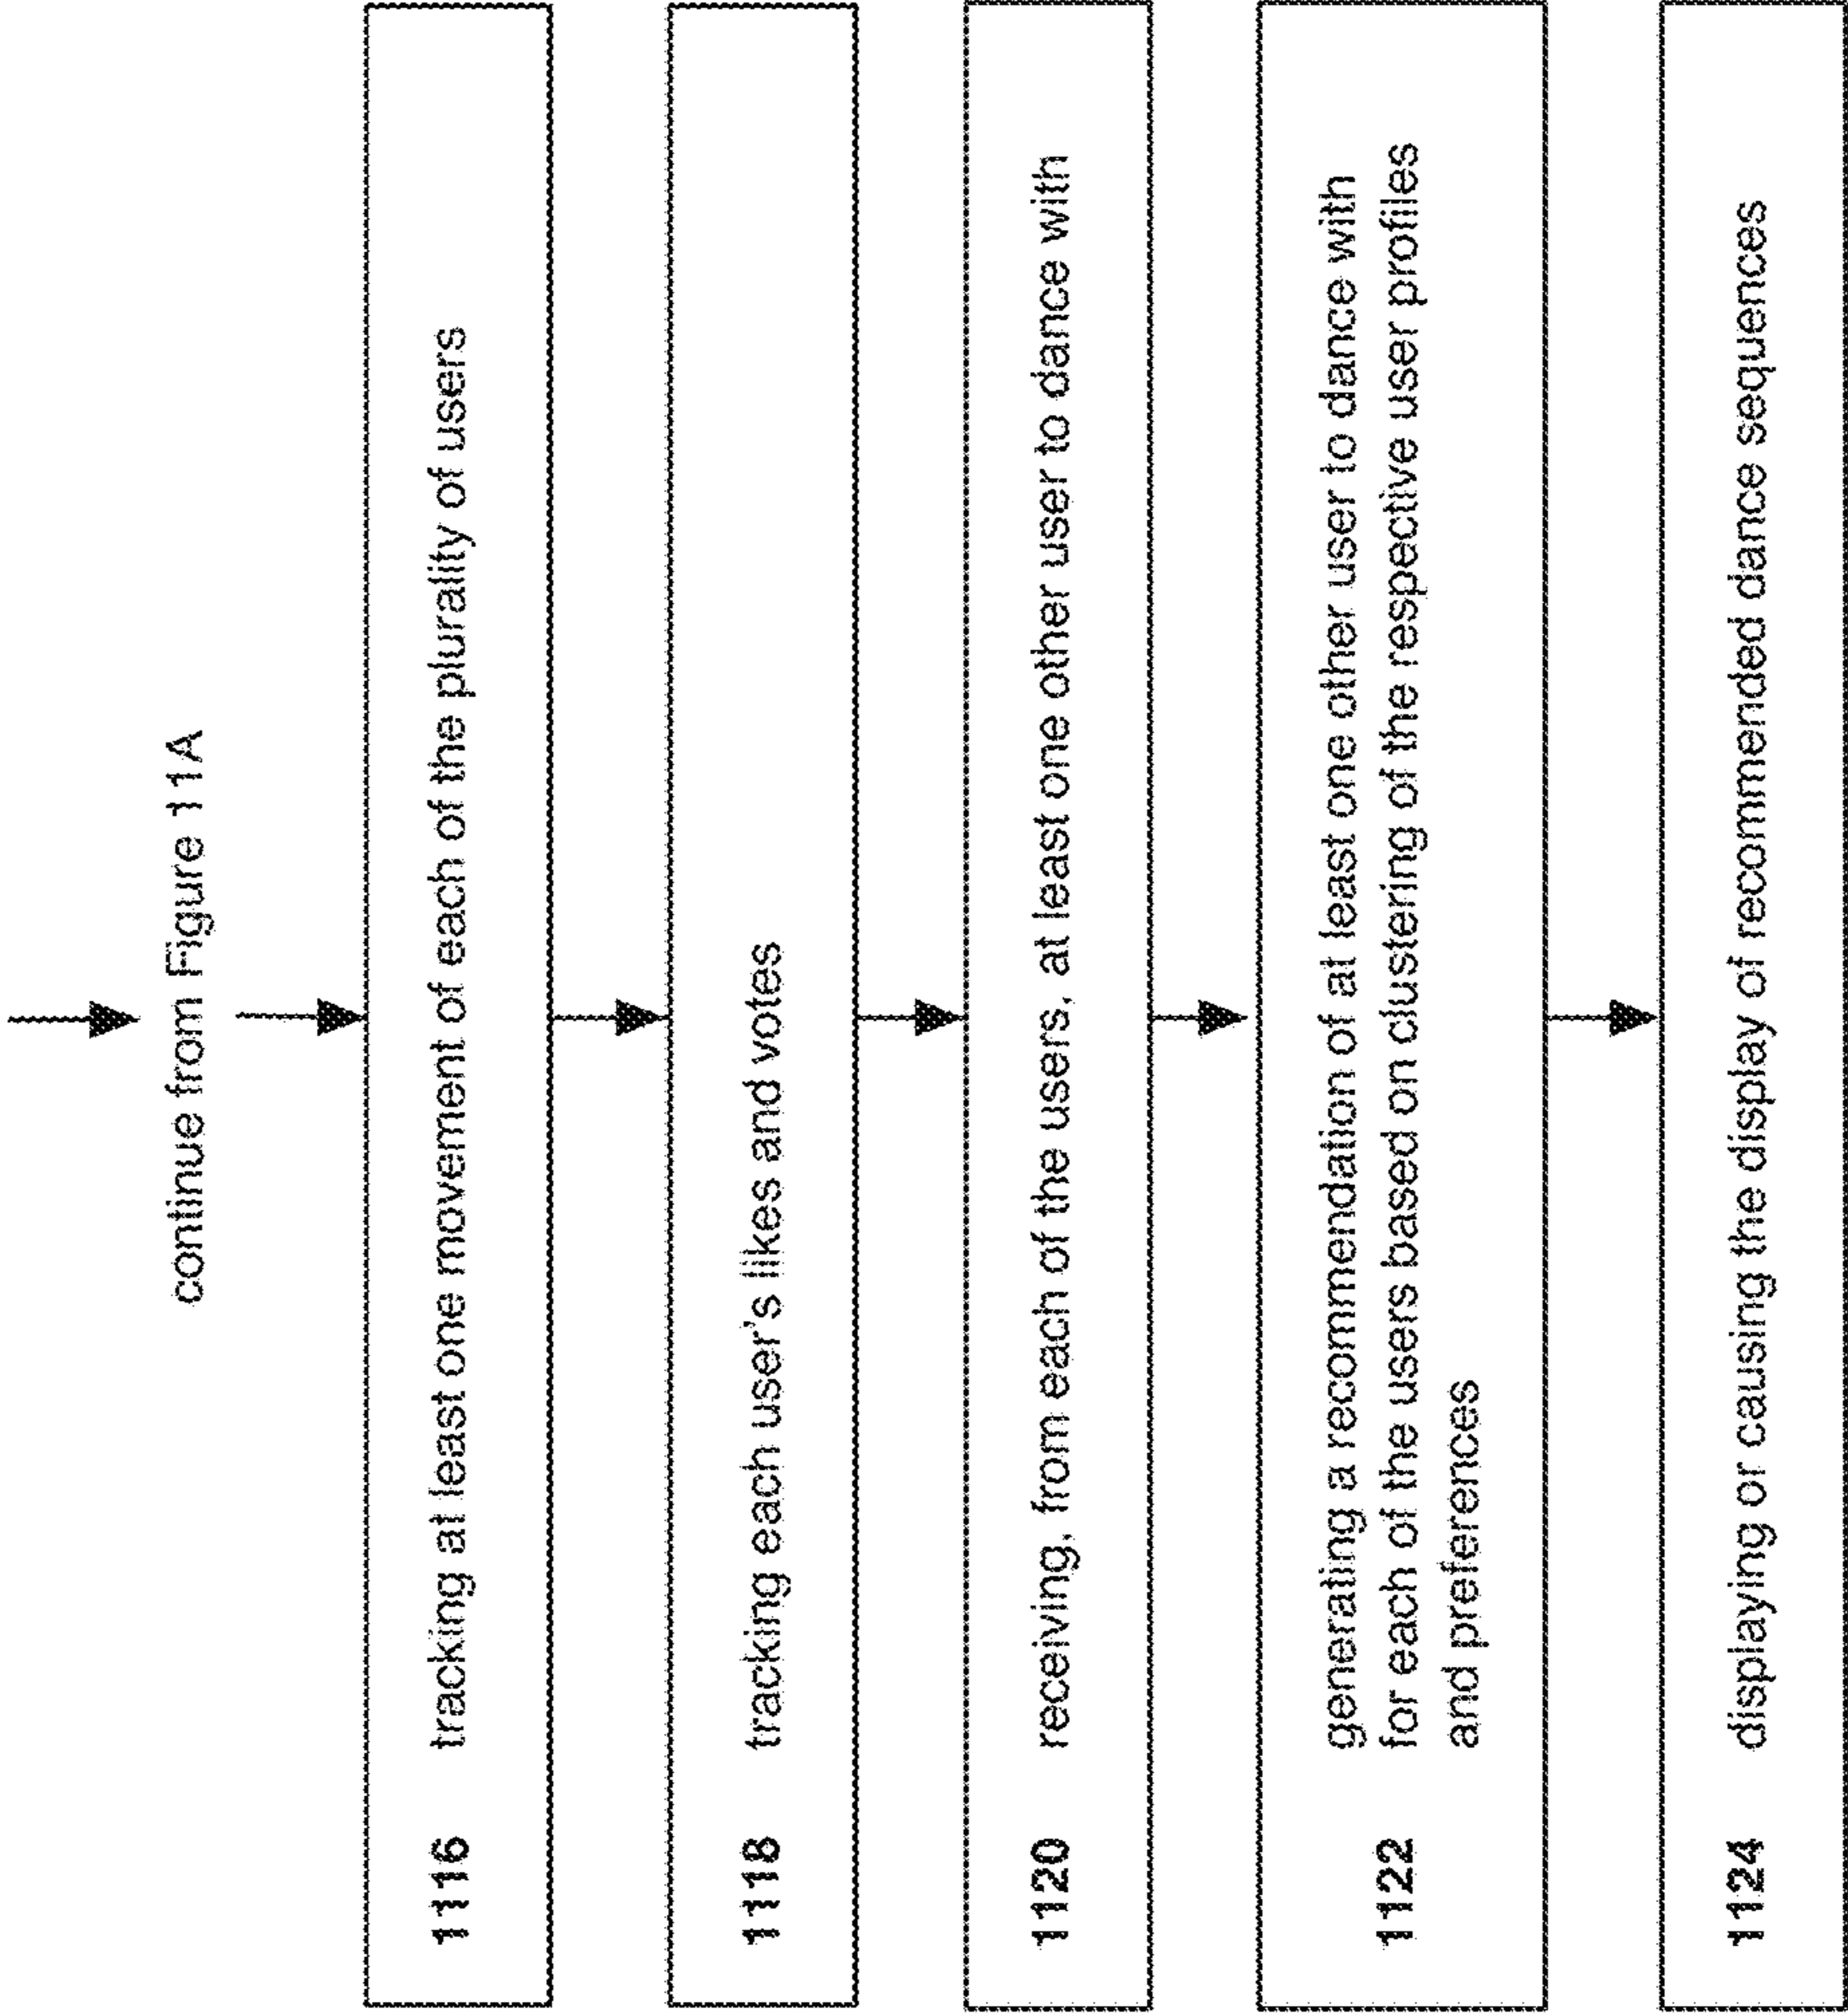 continue from Figure 11A
1116 tracking at least one movement of each of the plurality of users
1118 tracking each user's likes and votes
1120 receiving, from each of the users, at least one other user to dance with
generating a recommendation of at least one other user to dance with
1122 for each of the users based on clustering of the respective user profiles
and preferences
1124 displaying or causing the display of recommended dance sequences